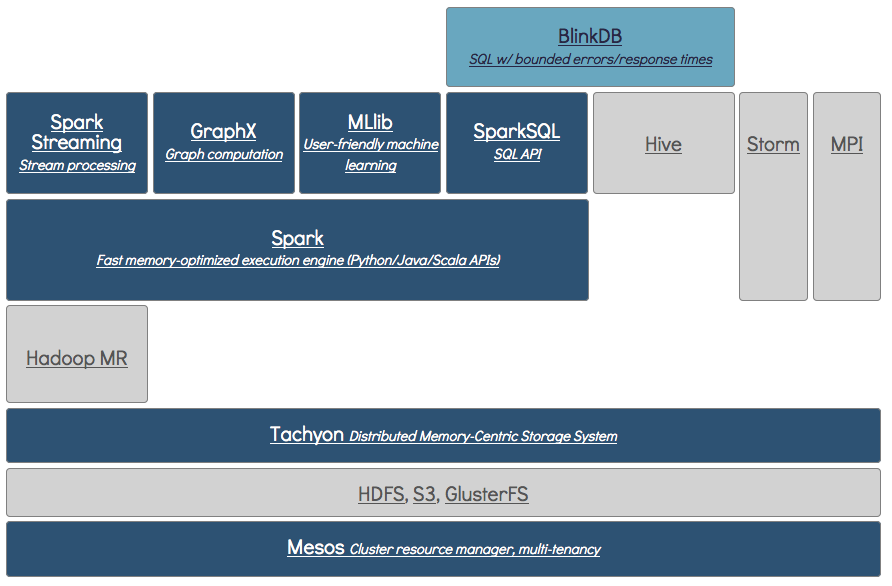 BlinkDB
SQL w/ bounded errors/response times
Spark
Streaming
Stream processing
GraphX
Graph computation
MLlib
User-friendly machine
learning
SparkSQL
SQL API
Hive
Storm
MPI
Spark
Fast memory-optimized execution engine (Python/Java/Scala APIs)
Hadoop MR
Tachyon Distributed Memory-Centric Storage System
HDFS, S3, GlusterFS
Mesos Cluster resource manager, multi-tenancy